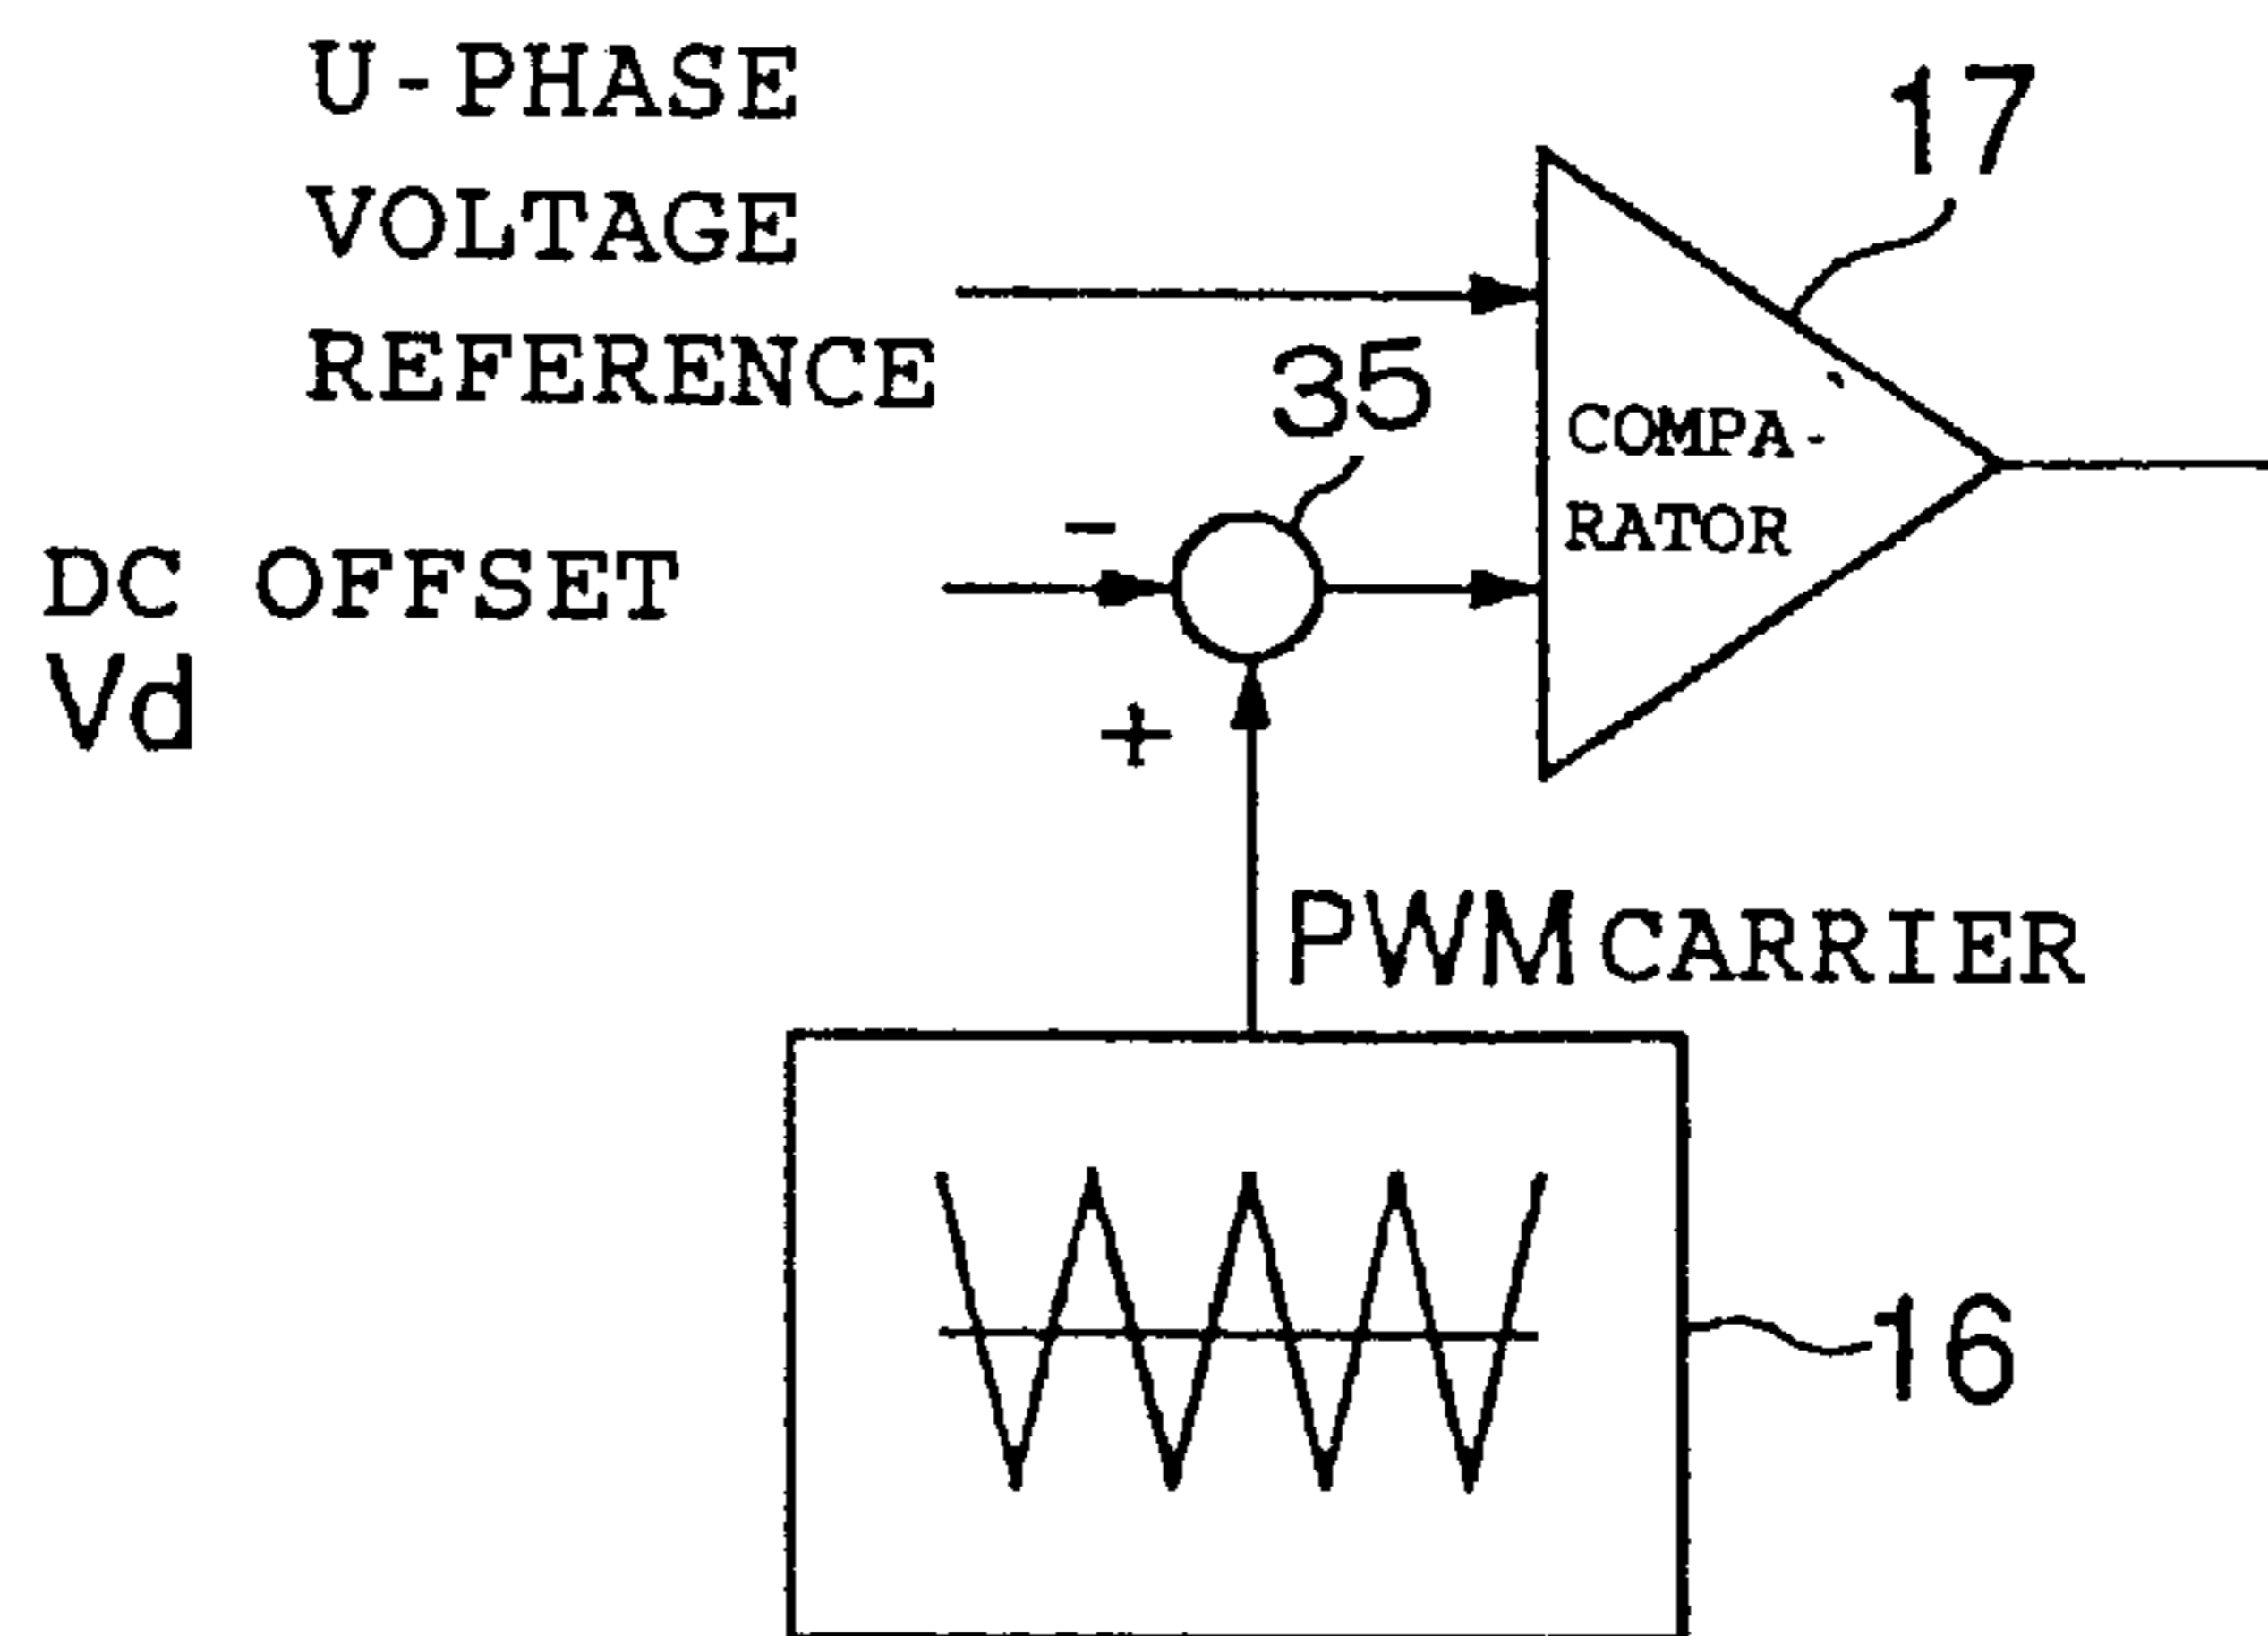 U-PHASE
VOLTAGE
REFERENCE
17
35
COMPA-
RATOR
-
DC OFFSET
Vd
+
PWM CARRIER
16